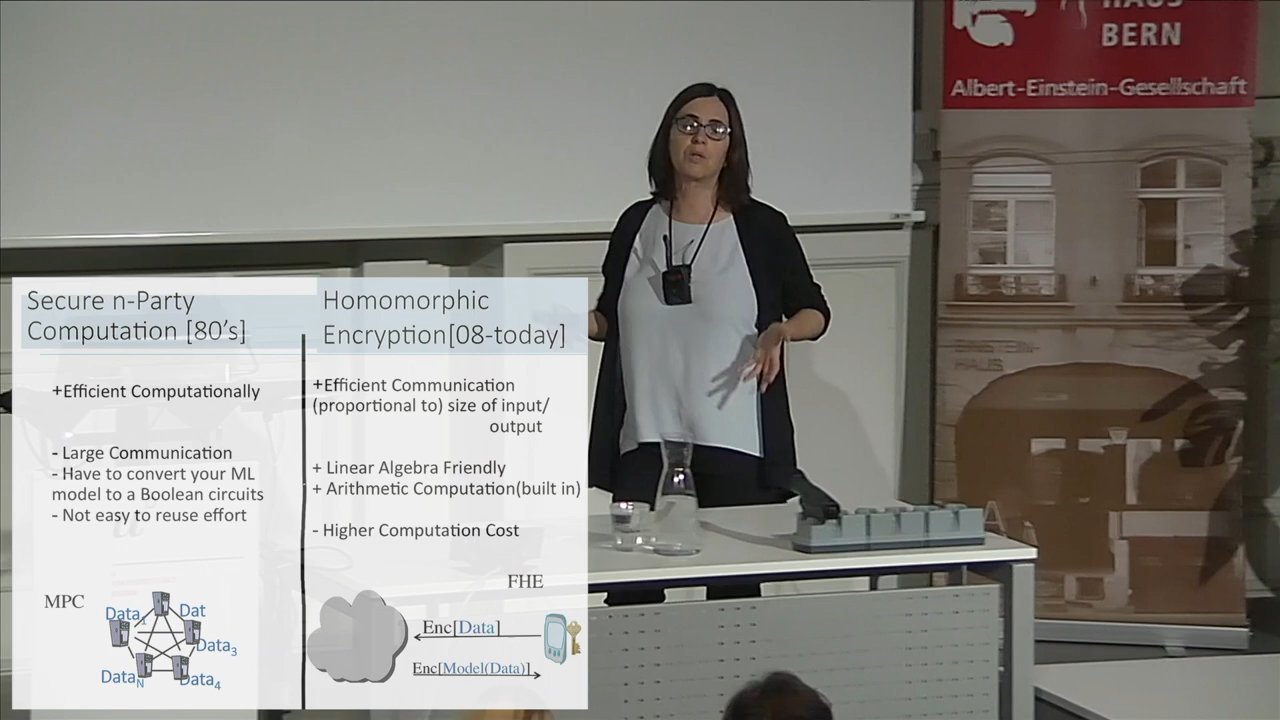 HAUS
BERN
Albert-Einstein-Gesellschaft
Secure n-Party
Computation [80's]
+Efficient Computationally
- Large Communication
- Have to convert your ML
model to a Boolean circuits
- Not easy to reuse effort
MPC
Data
Dat
Data3
Data4
DataN
Homomorphic
Encryption[08-today]
+Efficient Communication
(proportional to) size of input/
output
+ Linear Algebra Friendly
+ Arithmetic Computation(built in)
- Higher Computation Cost
FHE
Enc[Data]
Enc[Model(Data)]